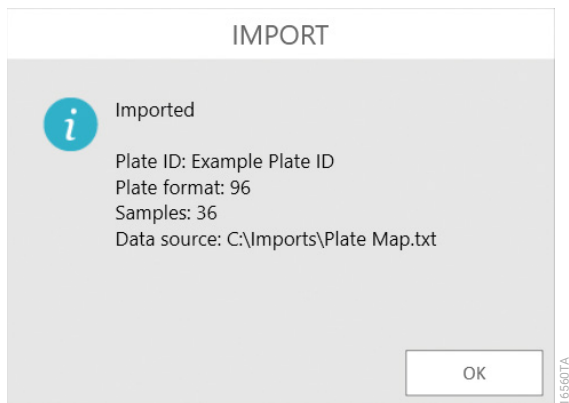 IMPORT
i
Imported
Plate ID: Example Plate ID
Plate format: 96
Samples: 36
Data source: C:\Imports\Plate Map.txt
OK
16560TA